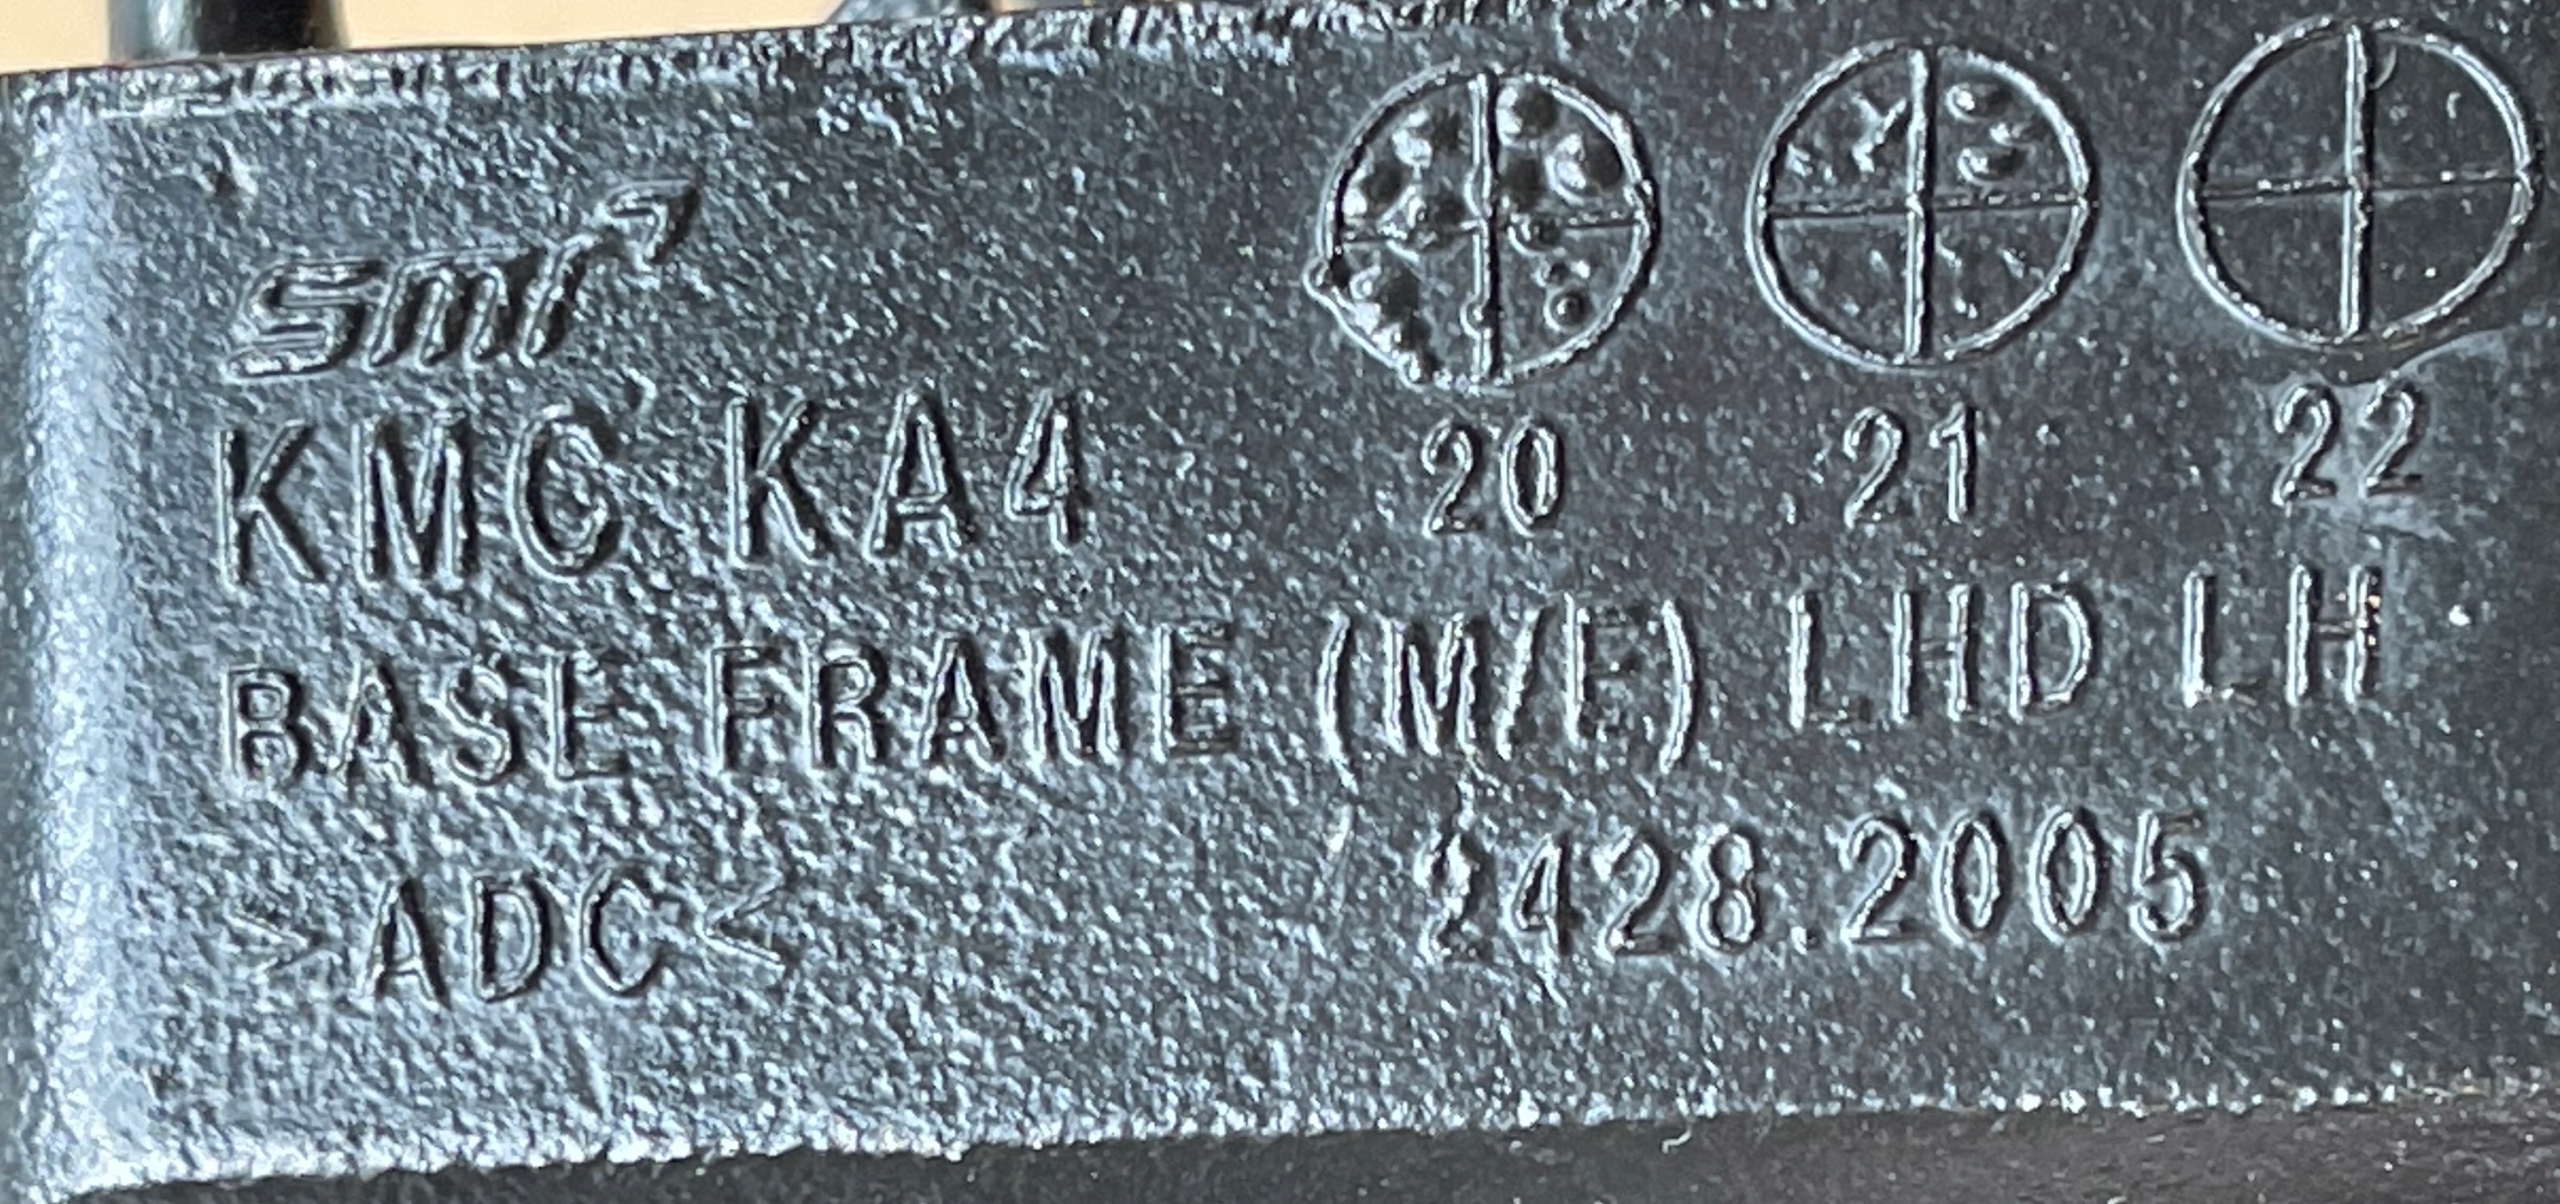 smr
KMC KA4
20 21 22
BASE FRAME (M/F) LHD LH
>ADC< 2428.2005